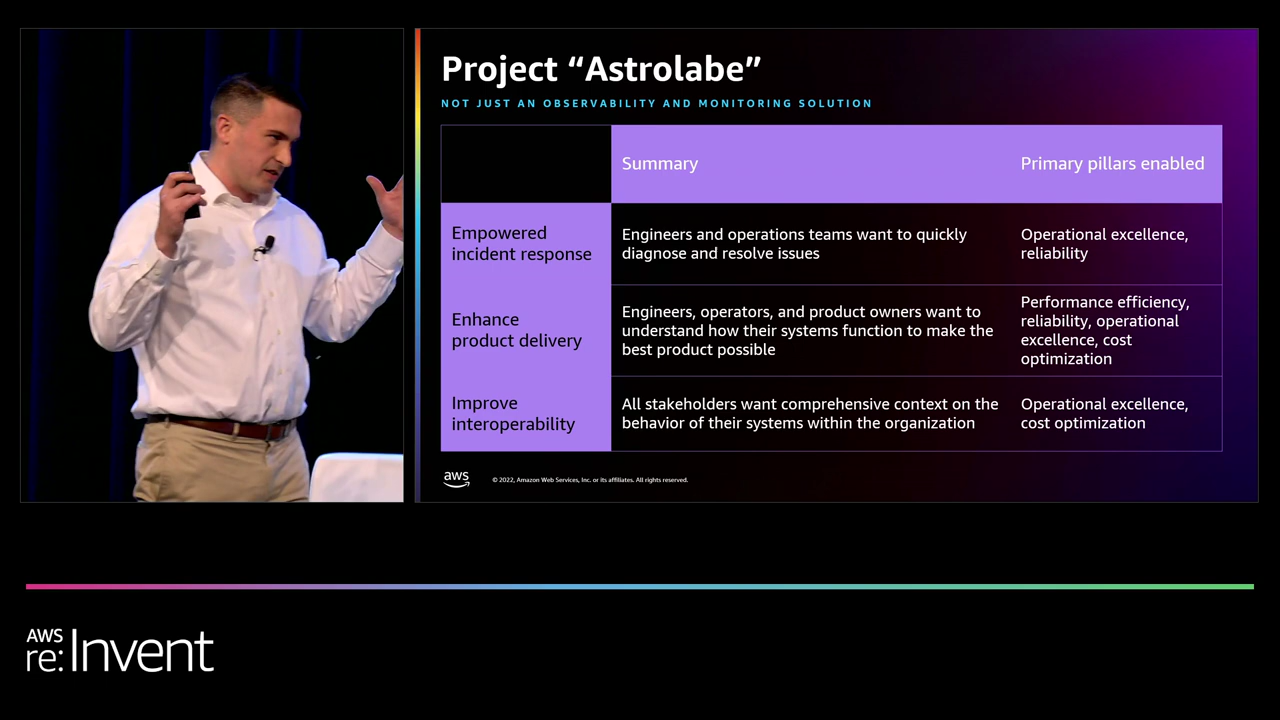 Project “Astrolabe”
NOT JUST AN OBSERVABILITY AND MONITORING SOLUTION
Summary
Primary pillars enabled
Empowered
incident response
Engineers and operations teams want to quickly
diagnose and resolve issues
Operational excellence,
reliability
Enhance
product delivery
Engineers, operators, and product owners want to
understand how their systems function to make the
best product possible
Performance efficiency,
reliability, operational
excellence, cost
optimization
Improve
interoperability
All stakeholders want comprehensive context on the
behavior of their systems within the organization
Operational excellence,
cost optimization
aws
© 2022, Amazon Web Services, Inc. or its affiliates. All rights reserved.
AWS
re:Invent